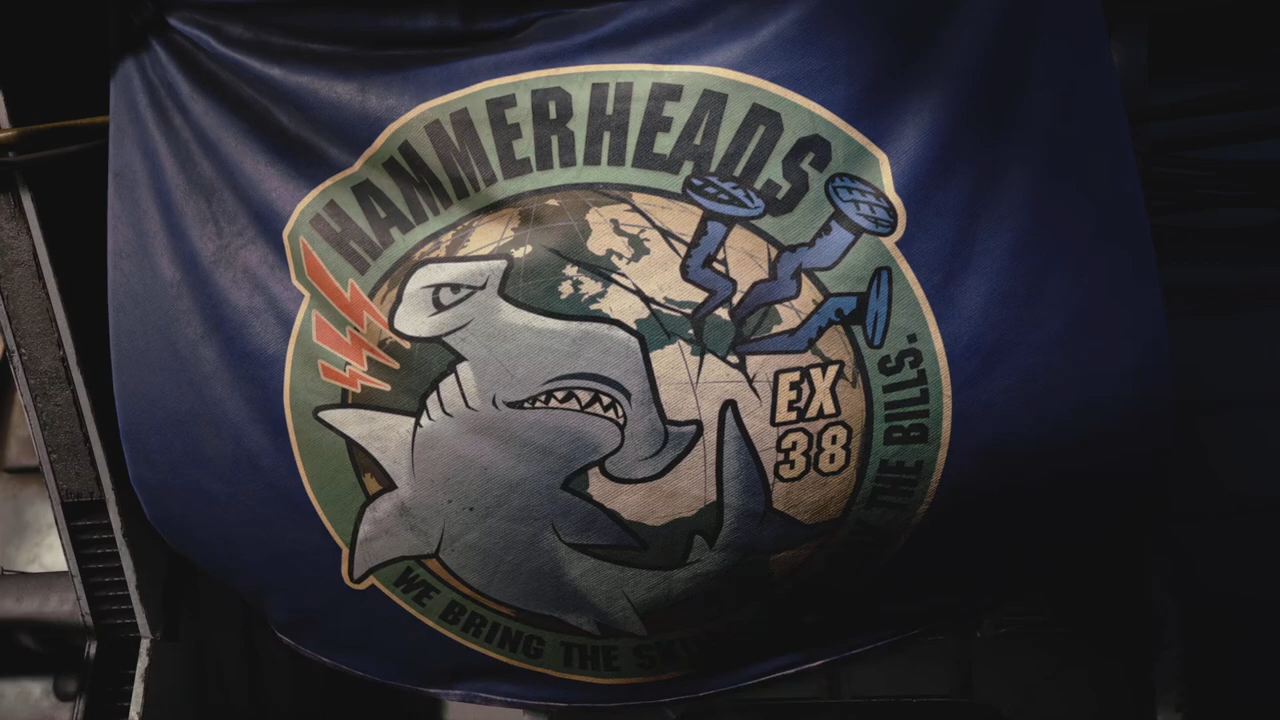 HAMMERHEADS
EX
38
WE BRING THE
THE BILLS.